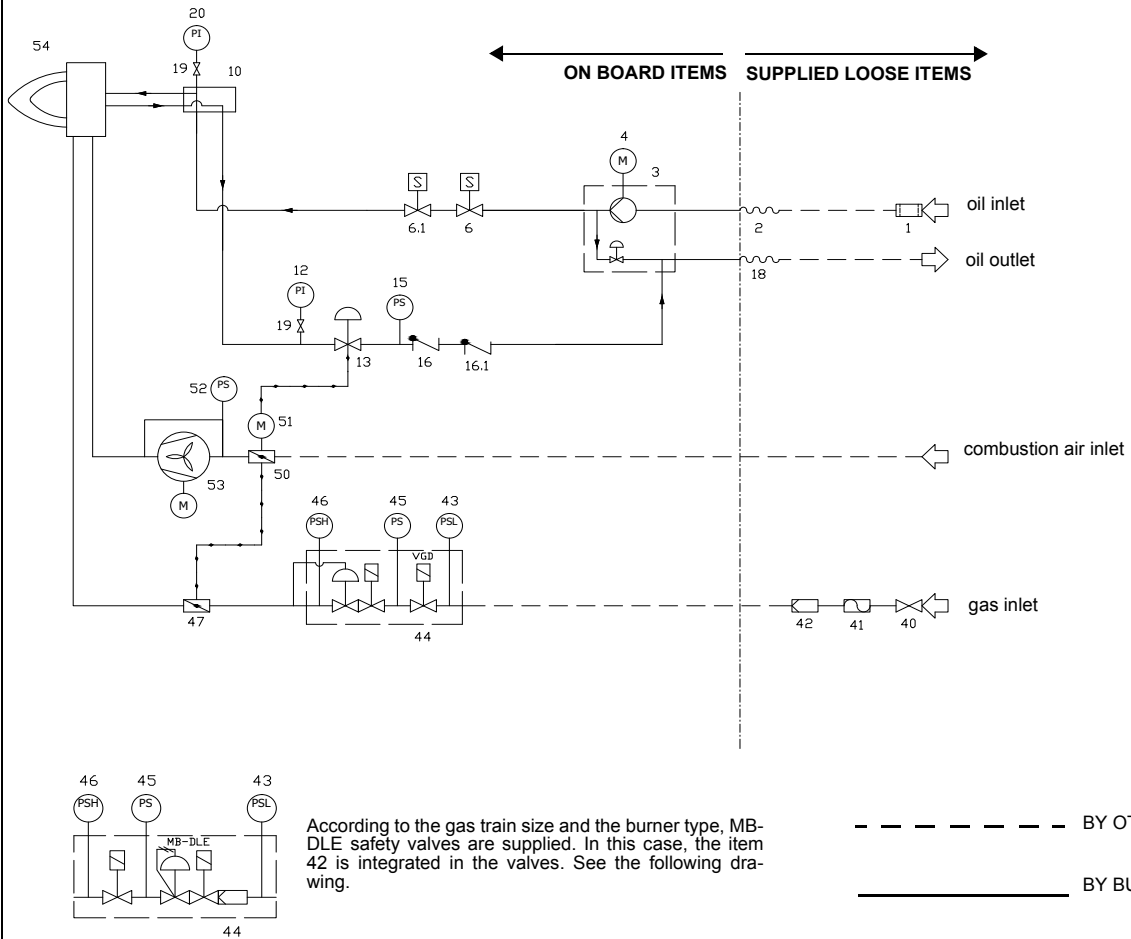 20
PI
54
19
10
ON BOARD ITEMS
SUPPLIED LOOSE ITEMS
4
M
3
S
S
6.1
6
2
1
oil inlet
18
oil outlet
12
PI
15
PS
19
13
16
16.1
52
PS
M
51
50
53
M
combustion air inlet
46
PSH
45
PS
43
PSL
VGD
47
44
42
41
40
gas inlet
46
PSH
45
PS
43
PSL
MB-DLE
44
According to the gas train size and the burner type, MB-
DLE safety valves are supplied. In this case, the item
42 is integrated in the valves. See the following dra-
wing.
BY OT
BY BU